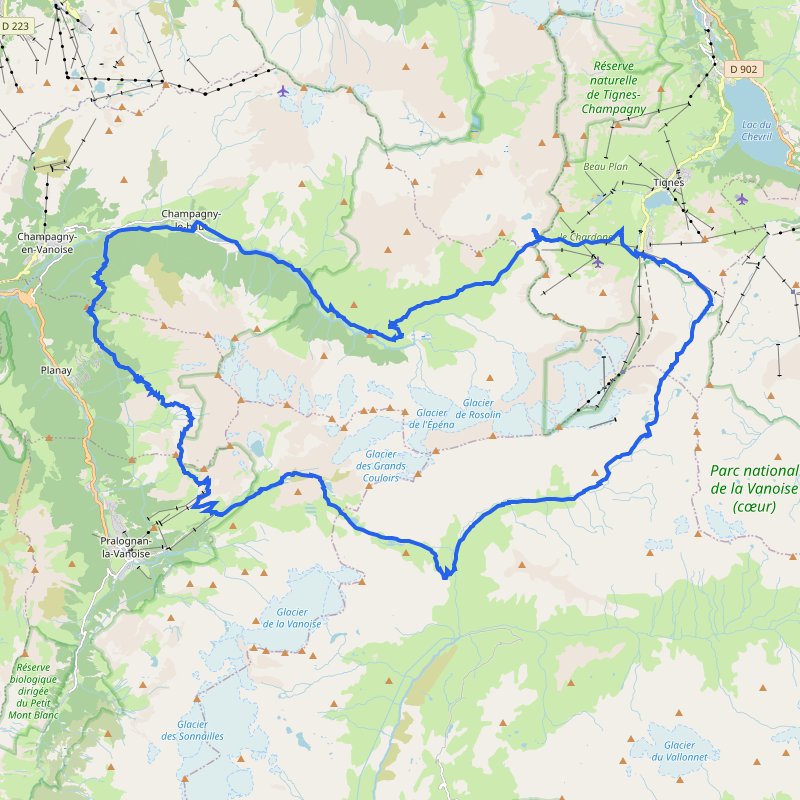 D 223
Réserve
naturelle
de Tignes-
Champagny
D 902
Lac du
Chevril
Beau Plan
Tignes
Champagny-
Champagny-
en-Vanoise
Planay
Glacier
de Rosolin
Glacier
de l'Epéna
Glacier
des Grands
Couloirs
Parc national
de la Vanoise
(cœur)
Pralognan-
la-Vanoise
Glacier
de la Vanoise
Réserve
biologique
dirigée
du Petit
Mont Blanc
Glacier
des Sonnailles
Glacier
du Vallonnet